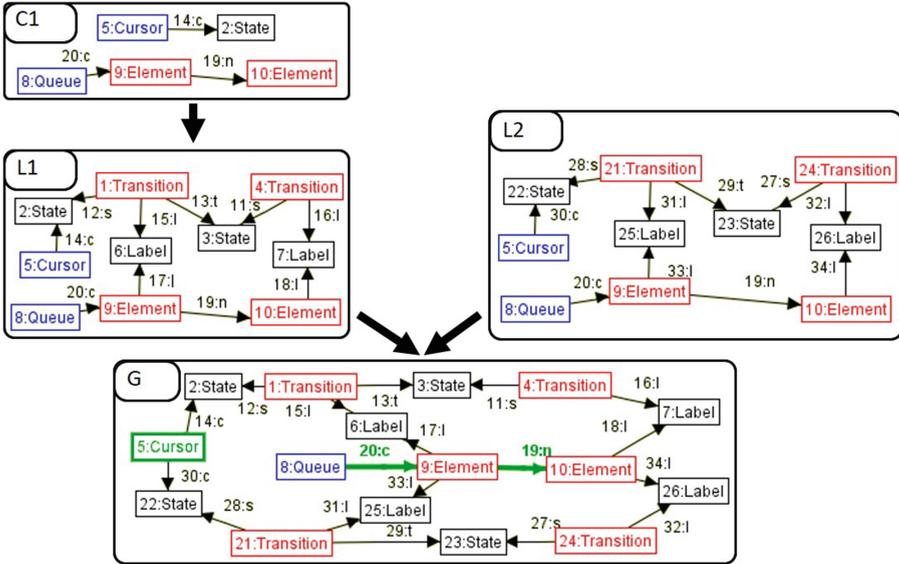 C1
5:Cursor 14:c 2:State
20:c 19:n
8:Queue 9:Element 10:Element
L1
1:Transition 4:Transition
2:State 12:s 13:t 11:s
15:l 16:l
14:c 3:State
6:Label 7:Label
5:Cursor
17:l 18:l
20:c 19:n
8:Queue 9:Element 10:Element
L2
28:s 21:Transition 24:Transition
29:t 27:s
22:State 31:l 32:l
30:c 23:State
25:Label 26:Label
5:Cursor
33:l 34:l
20:c 19:n
8:Queue 9:Element 10:Element
G
2:State 1:Transition 3:State 4:Transition 16:l
12:s 15:l 13:t 11:s
14:c 7:Label
6:Label 17:l 18:l
5:Cursor
20:c 19:n
8:Queue 9:Element 10:Element 34:l
30:c 33:l
26:Label
22:State 28:s 31:l 25:Label
29:t 27:s 32:l
21:Transition 23:State 24:Transition